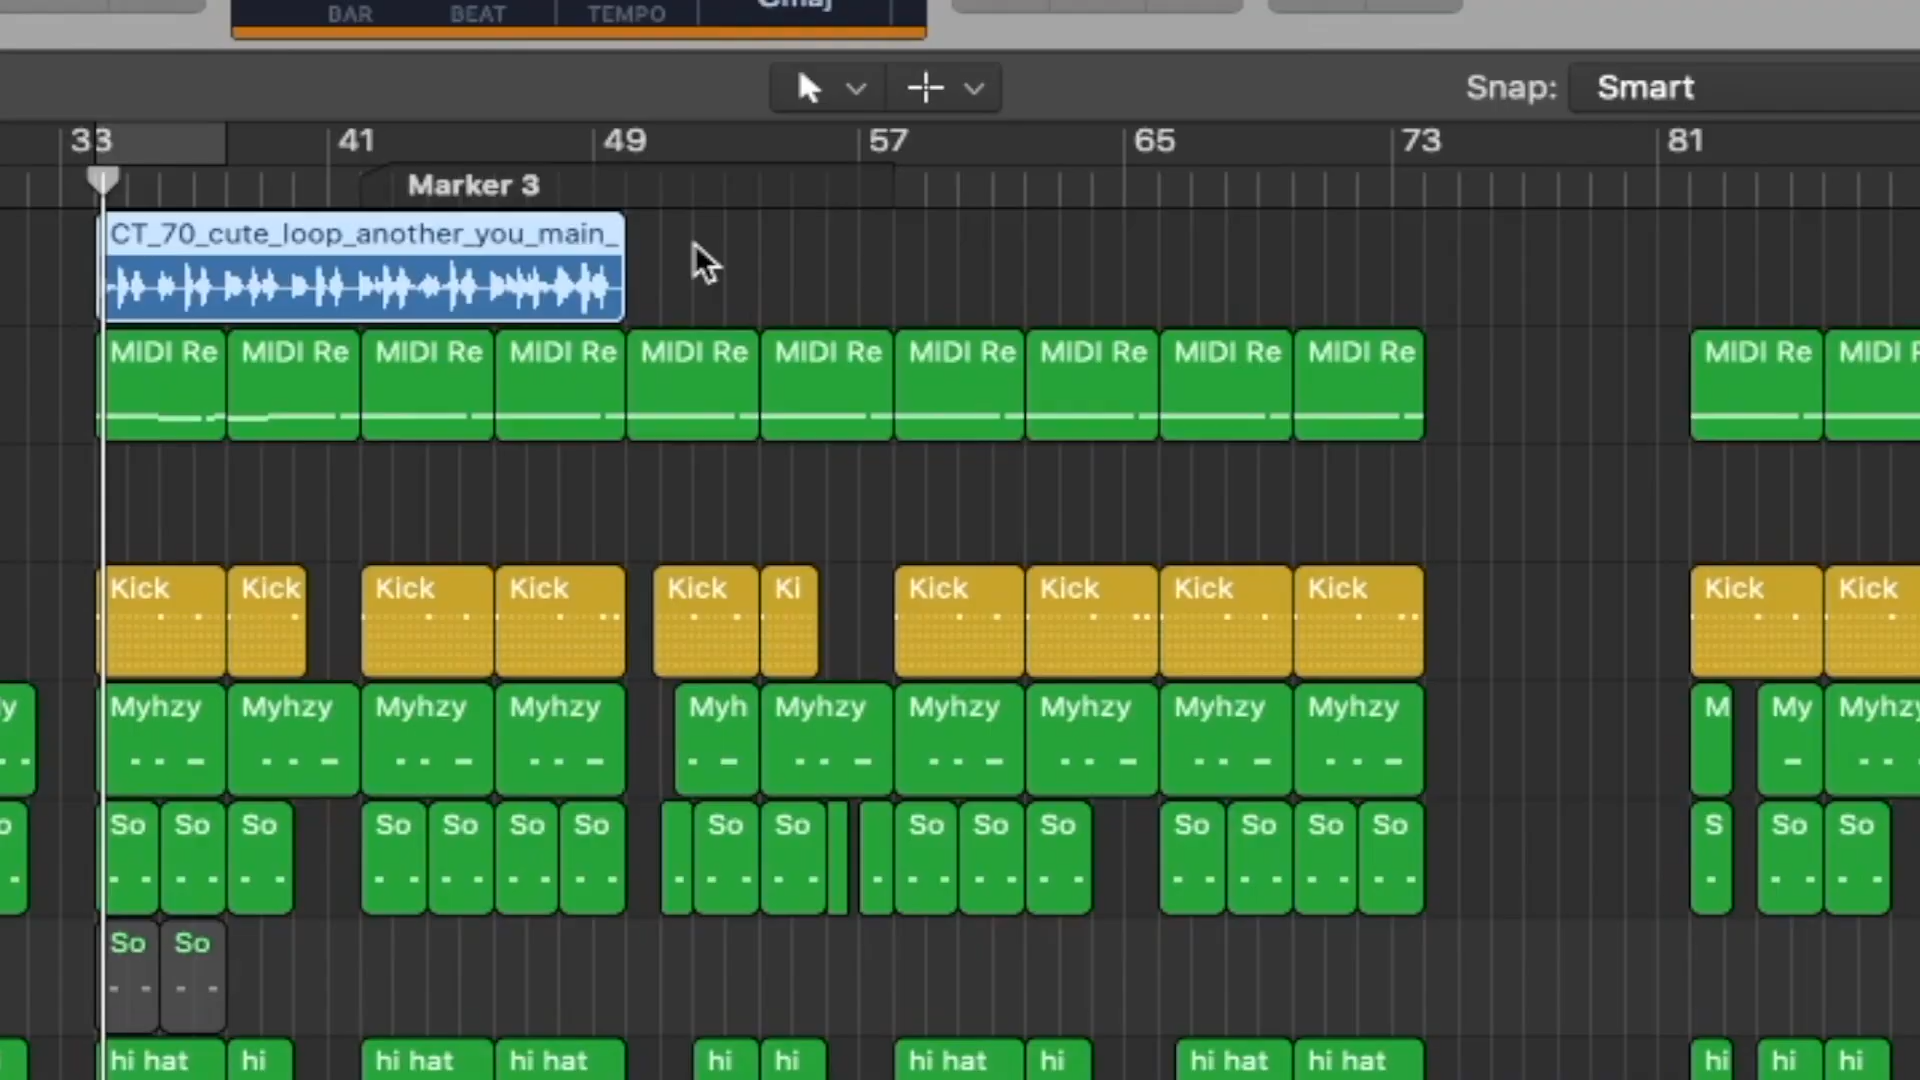 BAR BEAT TEMPO Cmaj
Snap: Smart
33 41 49 57 65 73 81
Marker 3
CT_70_cute_loop_another_you_main_
MIDI Re MIDI Re MIDI Re MIDI Re MIDI Re MIDI Re MIDI Re MIDI Re MIDI Re MIDI Re MIDI Re MIDI
Kick Kick Kick Kick Kick Ki Kick Kick Kick Kick Kick Kick
y Myhzy Myhzy Myhzy Myhzy Myh Myhzy Myhzy Myhzy Myhzy Myhzy M My Myhzy
o So So So So So So So So So So So So So So So So S So So
So So
hi hat hi hi hat hi hat hi hi hi hat hi hi hat hi hat hi hi hi